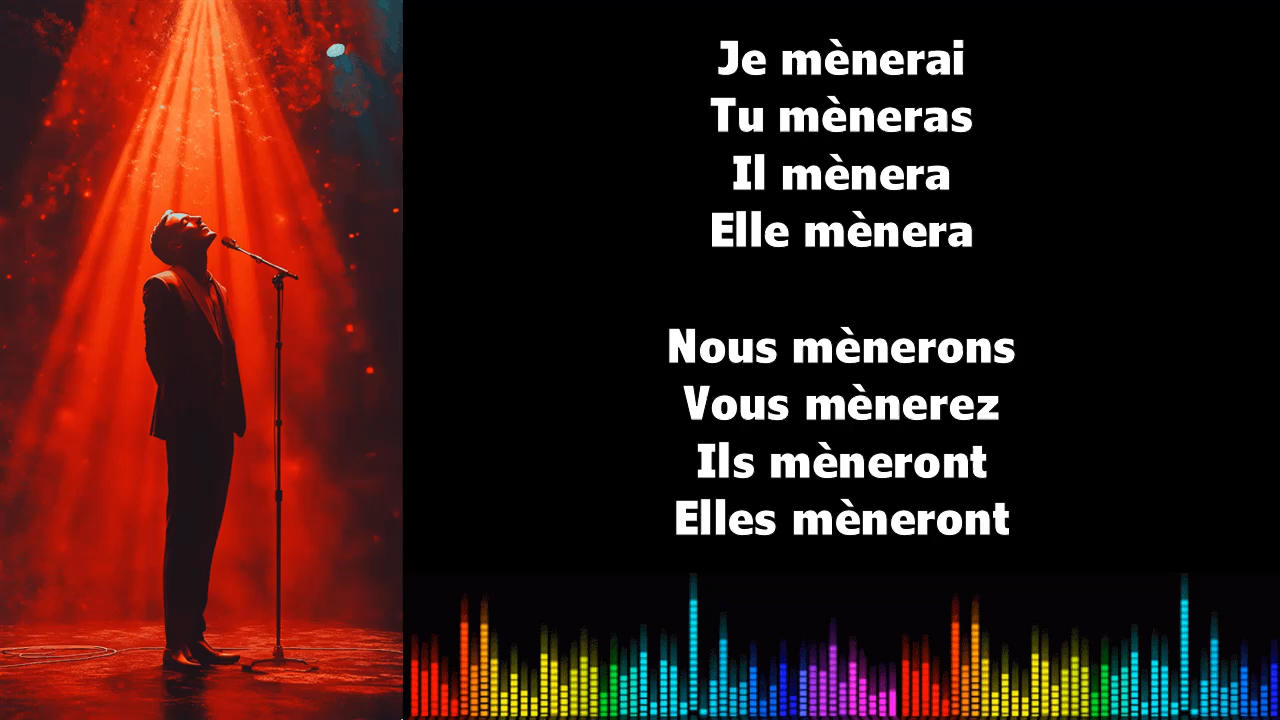 Je mènerai
Tu mèneras
Il mènera
Elle mènera
Nous mènerons
Vous mènerez
Ils mèneront
Elles mèneront